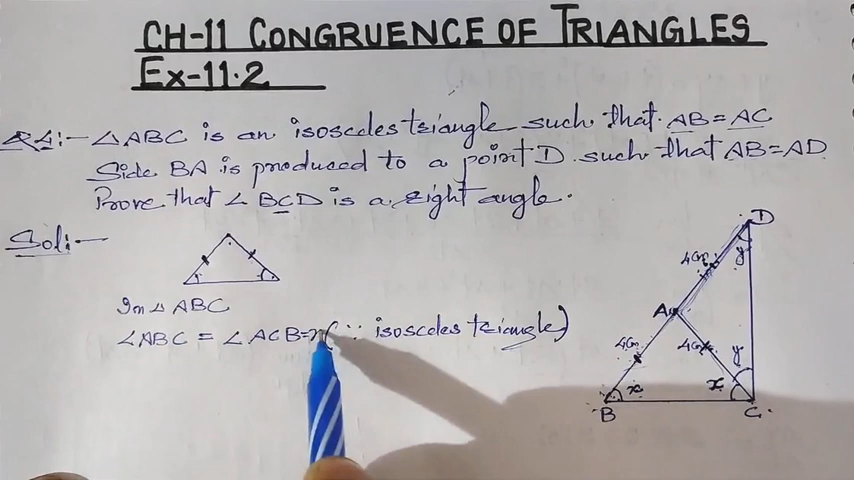 CH-11 CONGRUENCE OF TRIANGLES
Ex-11.2
Q4:- △ABC is an isosceles triangle such that AB = AC
Side BA is produced to a point D such that AB = AD
Prove that ∠BCD is a right angle.
Sol:-
In △ABC
∠ABC = ∠ACB = x (∵ isosceles triangle)
D
y
4cm
A
4cm
4cm
y
x
x
B
C